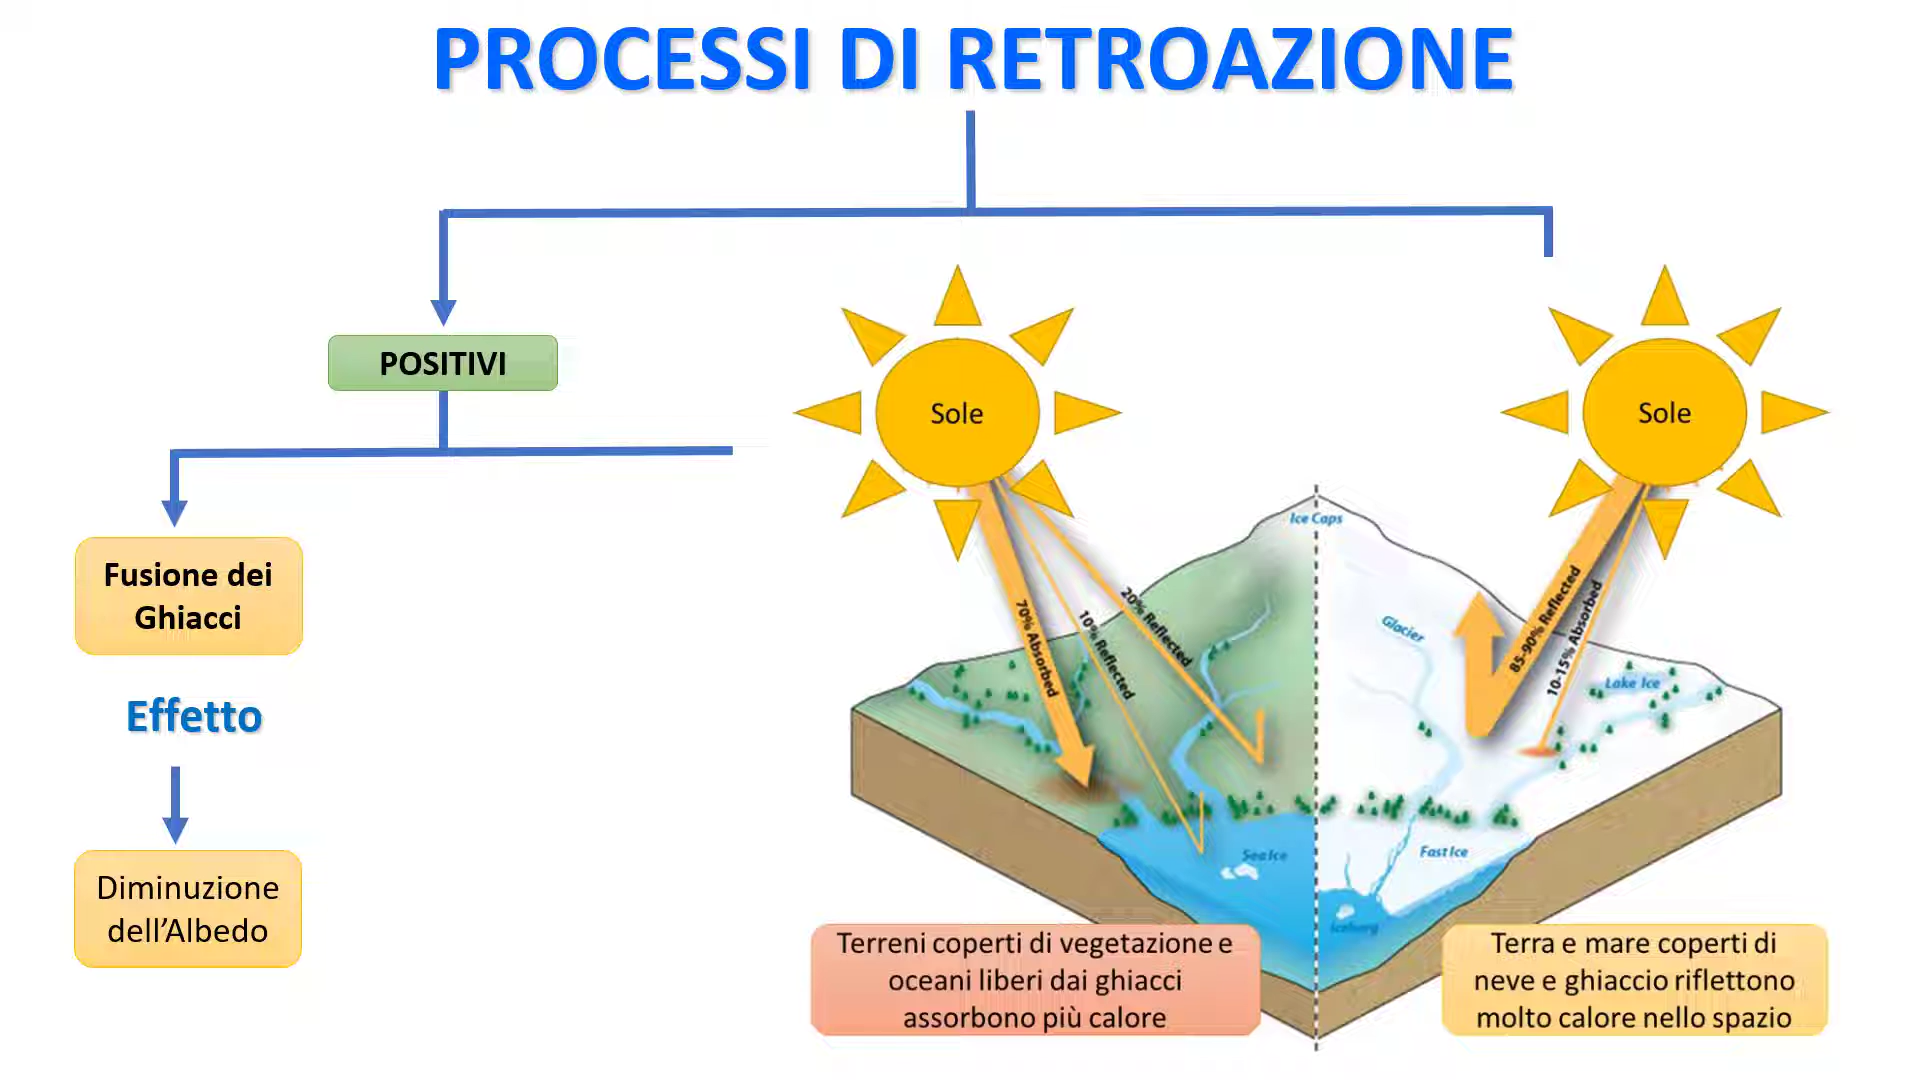 PROCESSI DI RETROAZIONE
POSITIVI
Fusione dei
Ghiacci
Effetto
Diminuzione
dell’Albedo
Sole
Sole
Ice Caps
70% Absorbed
10% Reflected
20% Reflected
Glacier
85-90% Reflected
10-15% Absorbed
Lake Ice
Sea Ice
Fast Ice
Iceberg
Terreni coperti di vegetazione e
oceani liberi dai ghiacci
assorbono più calore
Terra e mare coperti di
neve e ghiaccio riflettono
molto calore nello spazio